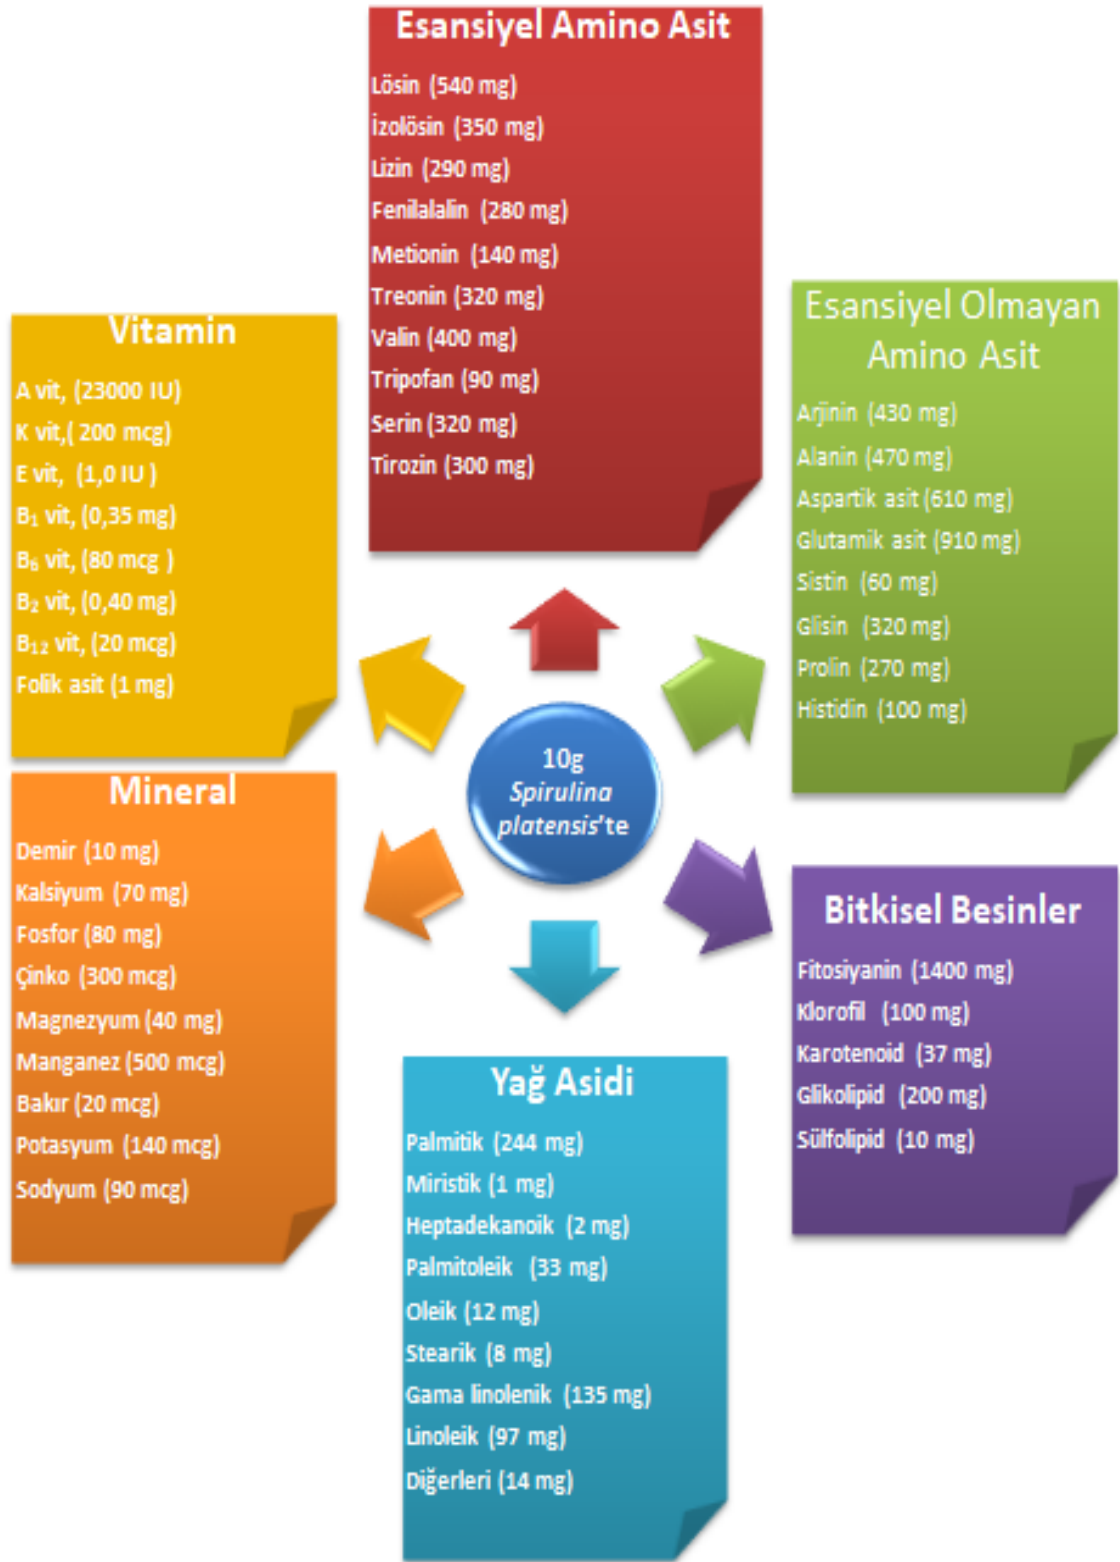 Esansiyel Amino Asit
Lösin (540 mg)
İzolösin (350 mg)
Lizin (290 mg)
Fenilalalin (280 mg)
Metionin (140 mg)
Treonin (320 mg)
Valin (400 mg)
Tripofan (90 mg)
Serin (320 mg)
Tirozin (300 mg)
Vitamin
A vit, (23000 IU)
K vit,( 200 mcg)
E vit, (1,0 IU )
B₁ vit, (0,35 mg)
B₆ vit, (80 mcg )
B₂ vit, (0,40 mg)
B₁₂ vit, (20 mcg)
Folik asit (1 mg)
Esansiyel Olmayan
Amino Asit
Arjinin (430 mg)
Alanin (470 mg)
Aspartik asit (610 mg)
Glutamik asit (910 mg)
Sistin (60 mg)
Glisin (320 mg)
Prolin (270 mg)
Histidin (100 mg)
10g
Spirulina
platensis'te
Mineral
Demir (10 mg)
Kalsiyum (70 mg)
Fosfor (80 mg)
Çinko (300 mcg)
Magnezyum (40 mg)
Manganez (500 mcg)
Bakır (20 mcg)
Potasyum (140 mcg)
Sodyum (90 mcg)
Bitkisel Besinler
Fitosiyanin (1400 mg)
Klorofil (100 mg)
Karotenoid (37 mg)
Glikolipid (200 mg)
Sülfolipid (10 mg)
Yağ Asidi
Palmitik (244 mg)
Miristik (1 mg)
Heptadekanoik (2 mg)
Palmitoleik (33 mg)
Oleik (12 mg)
Stearik (8 mg)
Gama linolenik (135 mg)
Linoleik (97 mg)
Diğerleri (14 mg)